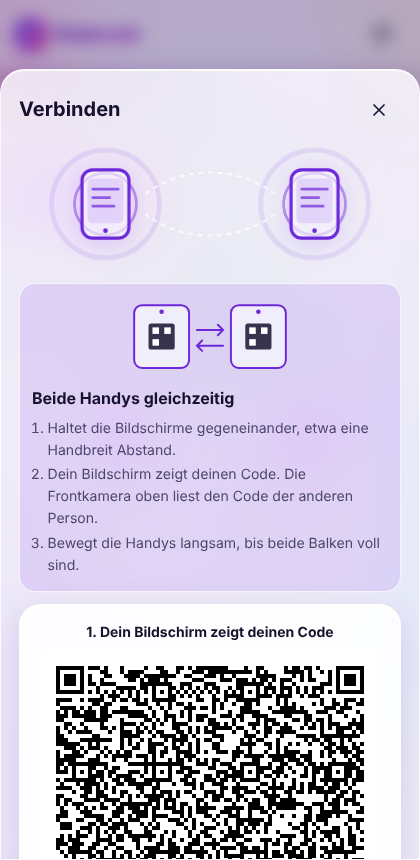 Verbinden
Beide Handys gleichzeitig
1. Haltet die Bildschirme gegeneinander, etwa eine
Handbreit Abstand.
2. Dein Bildschirm zeigt deinen Code. Die
Frontkamera oben liest den Code der anderen
Person.
3. Bewegt die Handys langsam, bis beide Balken voll
sind.
1. Dein Bildschirm zeigt deinen Code